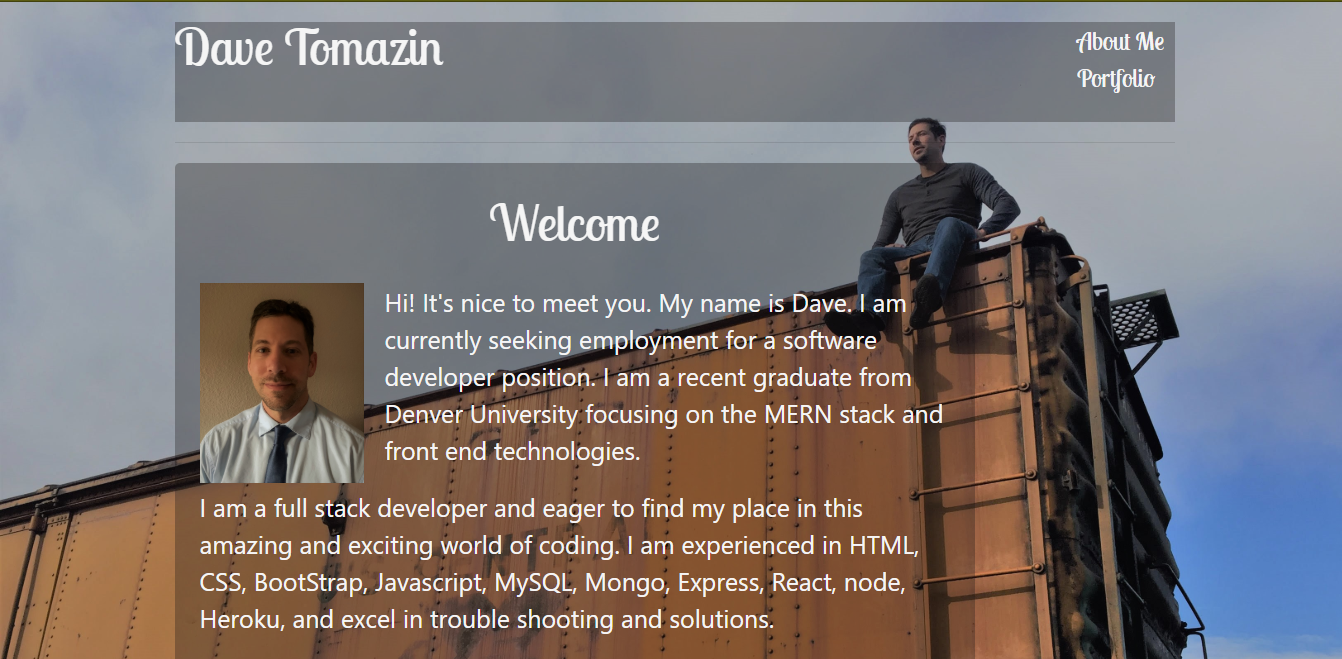 Dave Tomazin
About Me
Portfolio
Welcome
Hi! It's nice to meet you. My name is Dave. I am
currently seeking employment for a software
developer position. I am a recent graduate from
Denver University focusing on the MERN stack and
front end technologies.
I am a full stack developer and eager to find my place in this
amazing and exciting world of coding. I am experienced in HTML,
CSS, BootStrap, Javascript, MySQL, Mongo, Express, React, node,
Heroku, and excel in trouble shooting and solutions.